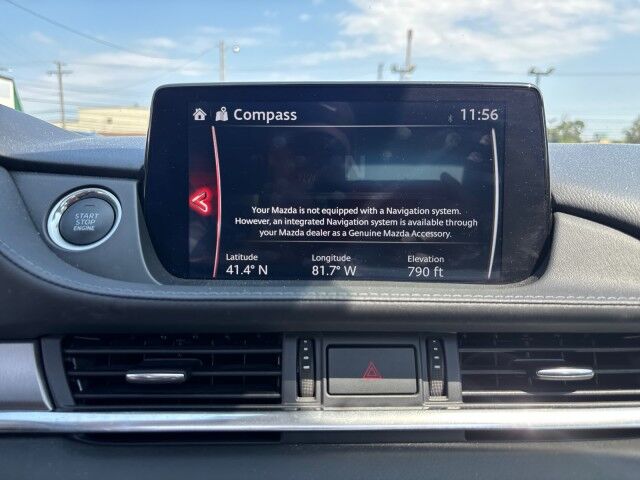 Compass
11:56
N
Your Mazda is not equipped with a Navigation system.
However, an integrated Navigation system is available through
your Mazda dealer as a Genuine Mazda Accessory.
Latitude Longitude Elevation
41.4° N 81.7° W 790 ft
START
STOP
ENGINE